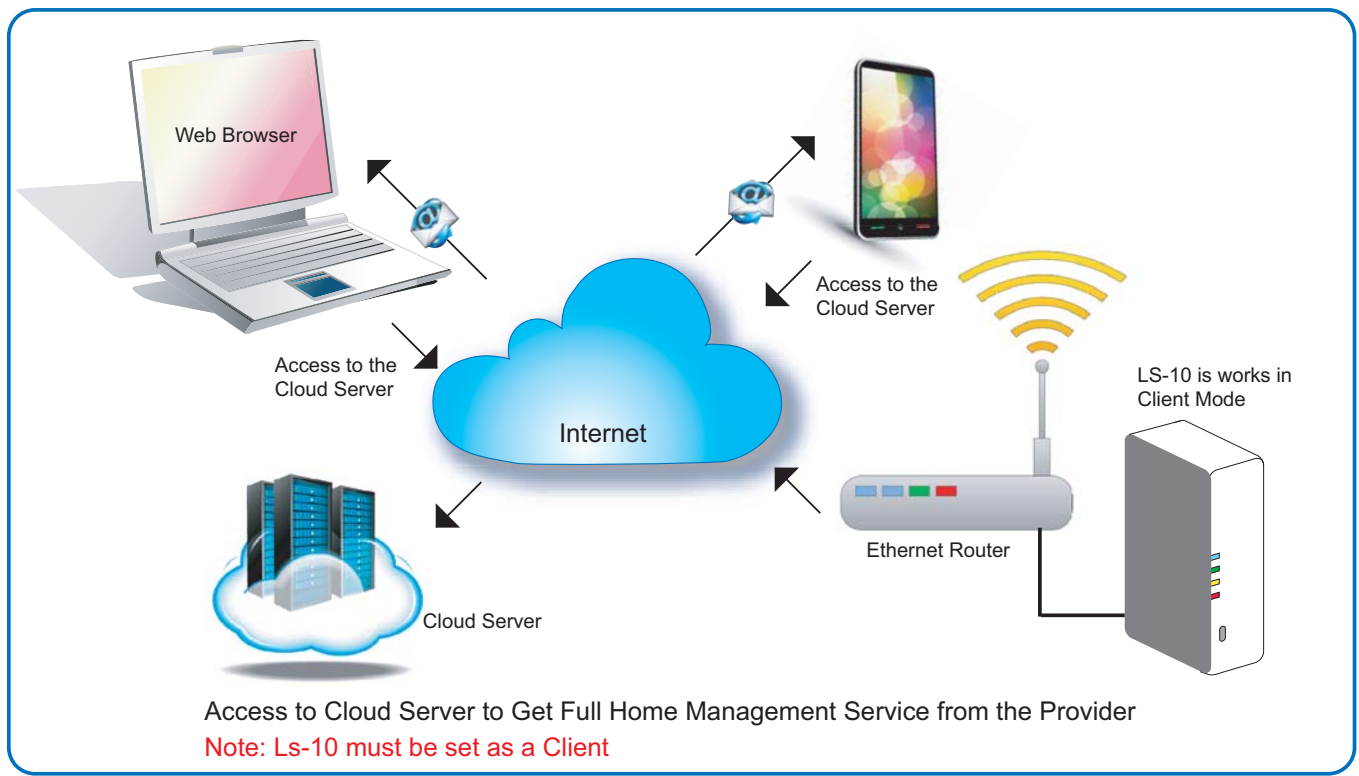 Web Browser
Access to the
Cloud Server
Access to the
Cloud Server
Internet
LS-10 is works in
Client Mode
Ethernet Router
Cloud Server
Access to Cloud Server to Get Full Home Management Service from the Provider
Note: Ls-10 must be set as a Client